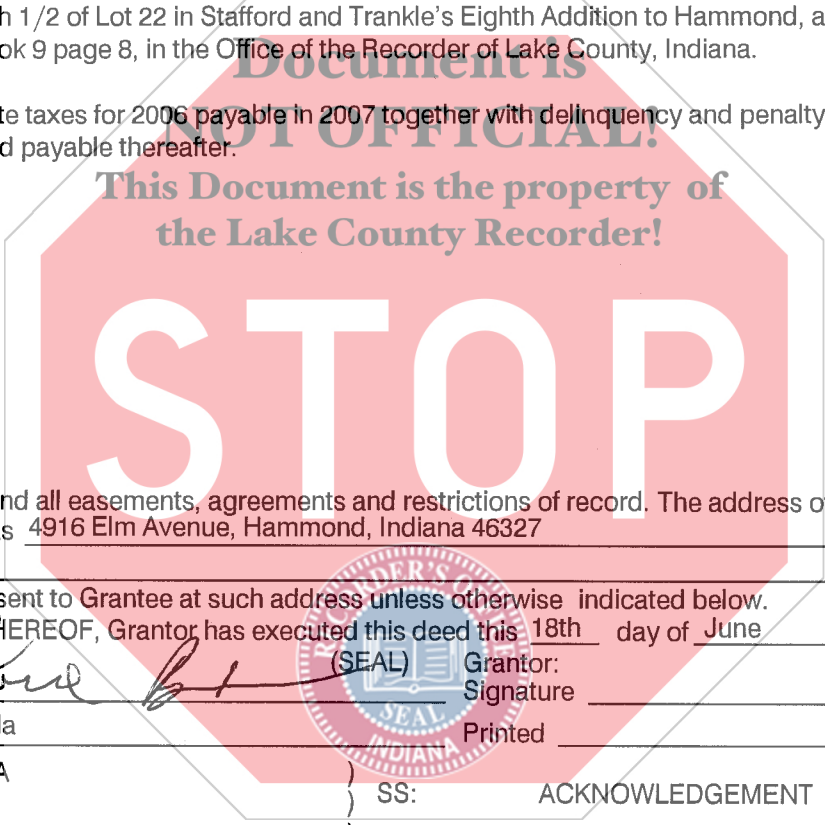 h 1/2 of Lot 22 in Stafford and Trankle's Eighth Addition to Hammond, a
ok 9 page 8, in the Office of the Recorder of Lake County, Indiana.
Document is
te taxes for 2006 payable in 2007 together with delinquency and penalty
NOT OFFICIAL!
d payable thereafter.
This Document is the property of
the Lake County Recorder!
STOP
nd all easements, agreements and restrictions of record. The address o
s 4916 Elm Avenue, Hammond, Indiana 46327
sent to Grantee at such address unless otherwise indicated below.
HEREOF, Grantor has executed this deed this 18th day of June
(SEAL) Grantor:
Signature
la Printed
RECORDER'S OFFICE
SEAL
INDIANA
A ) SS: ACKNOWLEDGEMENT
)